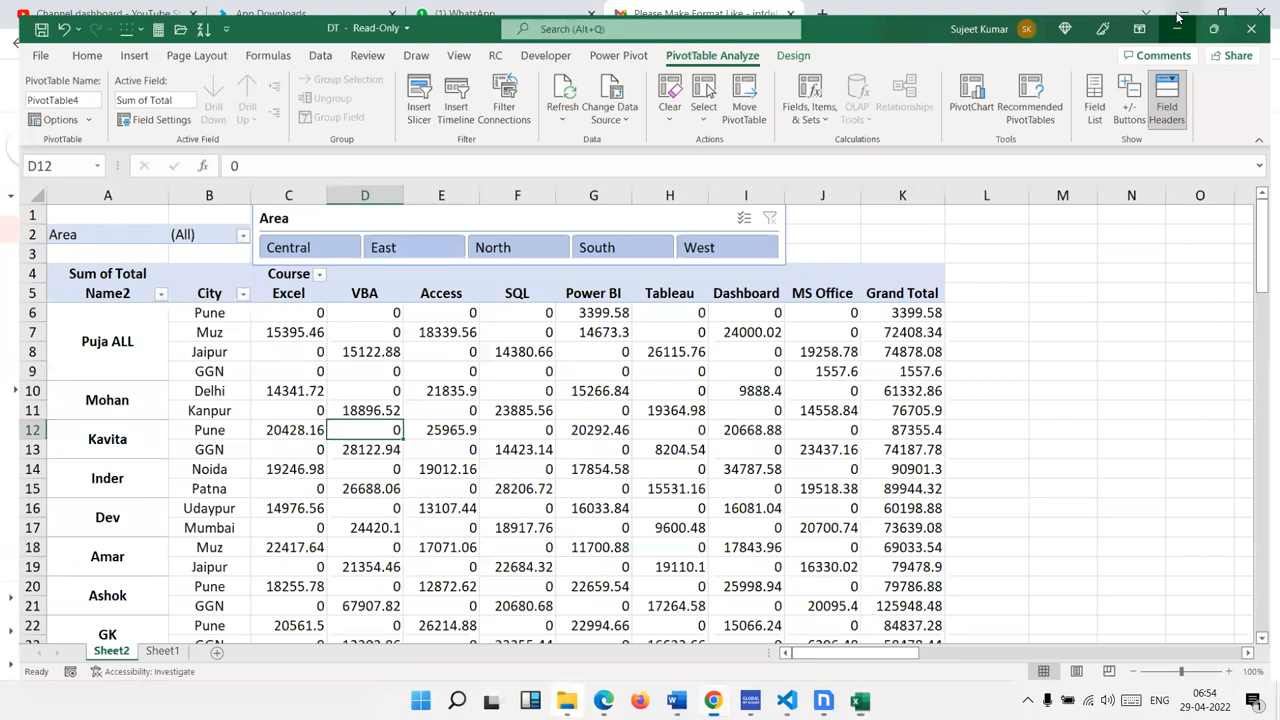 Channel dashboard - YouTu
App Downloads
(1) WhatsApp
Please Make Format Like - intdel
DT - Read-Only
Search (Alt+Q)
Sujeet Kumar
SK
File Home Insert Page Layout Formulas Data Review View RC Developer Power Pivot PivotTable Analyze Design
Comments Share
PivotTable Name:
PivotTable4
Options
PivotTable
Active Field:
Sum of Total
Field Settings
Drill Down
Drill Up
Active Field
Group Selection
Ungroup
Group Field
Group
Insert Slicer
Insert Timeline
Filter Connections
Filter
Refresh
Change Data Source
Data
Clear
Select
Move PivotTable
Actions
Fields, Items, & Sets
OLAP Tools
Relationships
Calculations
PivotChart
Recommended PivotTables
Tools
Field List
+/- Buttons
Field Headers
Show
D12
fx
0
A B C D E F G H I J K L M N O
1 Area
2 Area (All) Central East North South West
3
4 Sum of Total Course
5 Name2 City Excel VBA Access SQL Power BI Tableau Dashboard MS Office Grand Total
6 Pune 0 0 0 0 3399.58 0 0 0 3399.58
7 Muz 15395.46 0 18339.56 0 14673.3 0 24000.02 0 72408.34
Puja ALL
8 Jaipur 0 15122.88 0 14380.66 0 26115.76 0 19258.78 74878.08
9 GGN 0 0 0 0 0 0 0 1557.6 1557.6
10 Delhi 14341.72 0 21835.9 0 15266.84 0 9888.4 0 61332.86
Mohan
11 Kanpur 0 18896.52 0 23885.56 0 19364.98 0 14558.84 76705.9
12 Pune 20428.16 0 25965.9 0 20292.46 0 20668.88 0 87355.4
Kavita
13 GGN 0 28122.94 0 14423.14 0 8204.54 0 23437.16 74187.78
14 Noida 19246.98 0 19012.16 0 17854.58 0 34787.58 0 90901.3
Inder
15 Patna 0 26688.06 0 28206.72 0 15531.16 0 19518.38 89944.32
16 Udaypur 14976.56 0 13107.44 0 16033.84 0 16081.04 0 60198.88
Dev
17 Mumbai 0 24420.1 0 18917.76 0 9600.48 0 20700.74 73639.08
18 Muz 22417.64 0 17071.06 0 11700.88 0 17843.96 0 69033.54
Amar
19 Jaipur 0 21354.46 0 22684.32 0 19110.1 0 16330.02 79478.9
20 Pune 18255.78 0 12872.62 0 22659.54 0 25998.94 0 79786.88
Ashok
21 GGN 0 67907.82 0 20680.68 0 17264.58 0 20095.4 125948.48
22 Pune 20561.5 0 26214.88 0 22994.66 0 15066.24 0 84837.28
GK
Sheet2 Sheet1
Ready Accessibility: Investigate 100%
ENG 06:54
29-04-2022